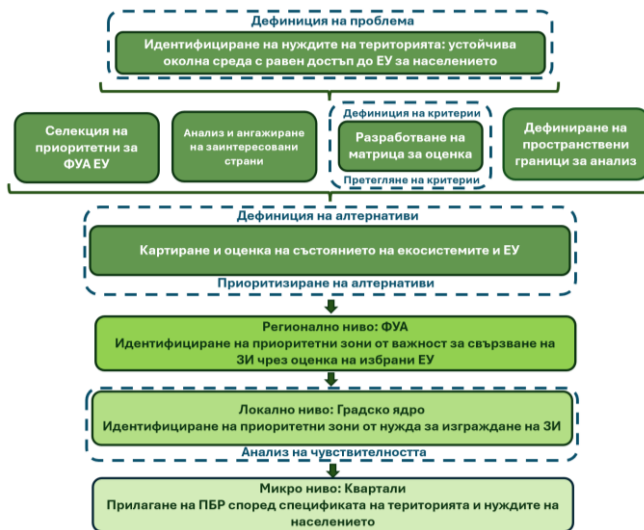 Дефиниция на проблема
Идентифициране на нуждите на територията: устойчива
околна среда с равен достъп до ЕУ за населението
Селекция на
приоритетни за
ФУА ЕУ
Анализ и ангажиране
на заинтересовани
страни
Дефиниция на критерии
Разработване на
матрица за оценка
Претегляне на критерии
Дефиниране на
пространствени
граници за анализ
Дефиниция на алтернативи
Картиране и оценка на състоянието на екосистемите и ЕУ
Приоритизиране на алтернативи
Регионално ниво: ФУА
Идентифициране на приоритетни зони от важност за свързване на
ЗИ чрез оценка на избрани ЕУ
Локално ниво: Градско ядро
Идентифициране на приоритетни зони от нужда за изграждане на ЗИ
Анализ на чувствителността
Микро ниво: Квартали
Прилагане на ПБР според спецификата на територията и нуждите на
населението